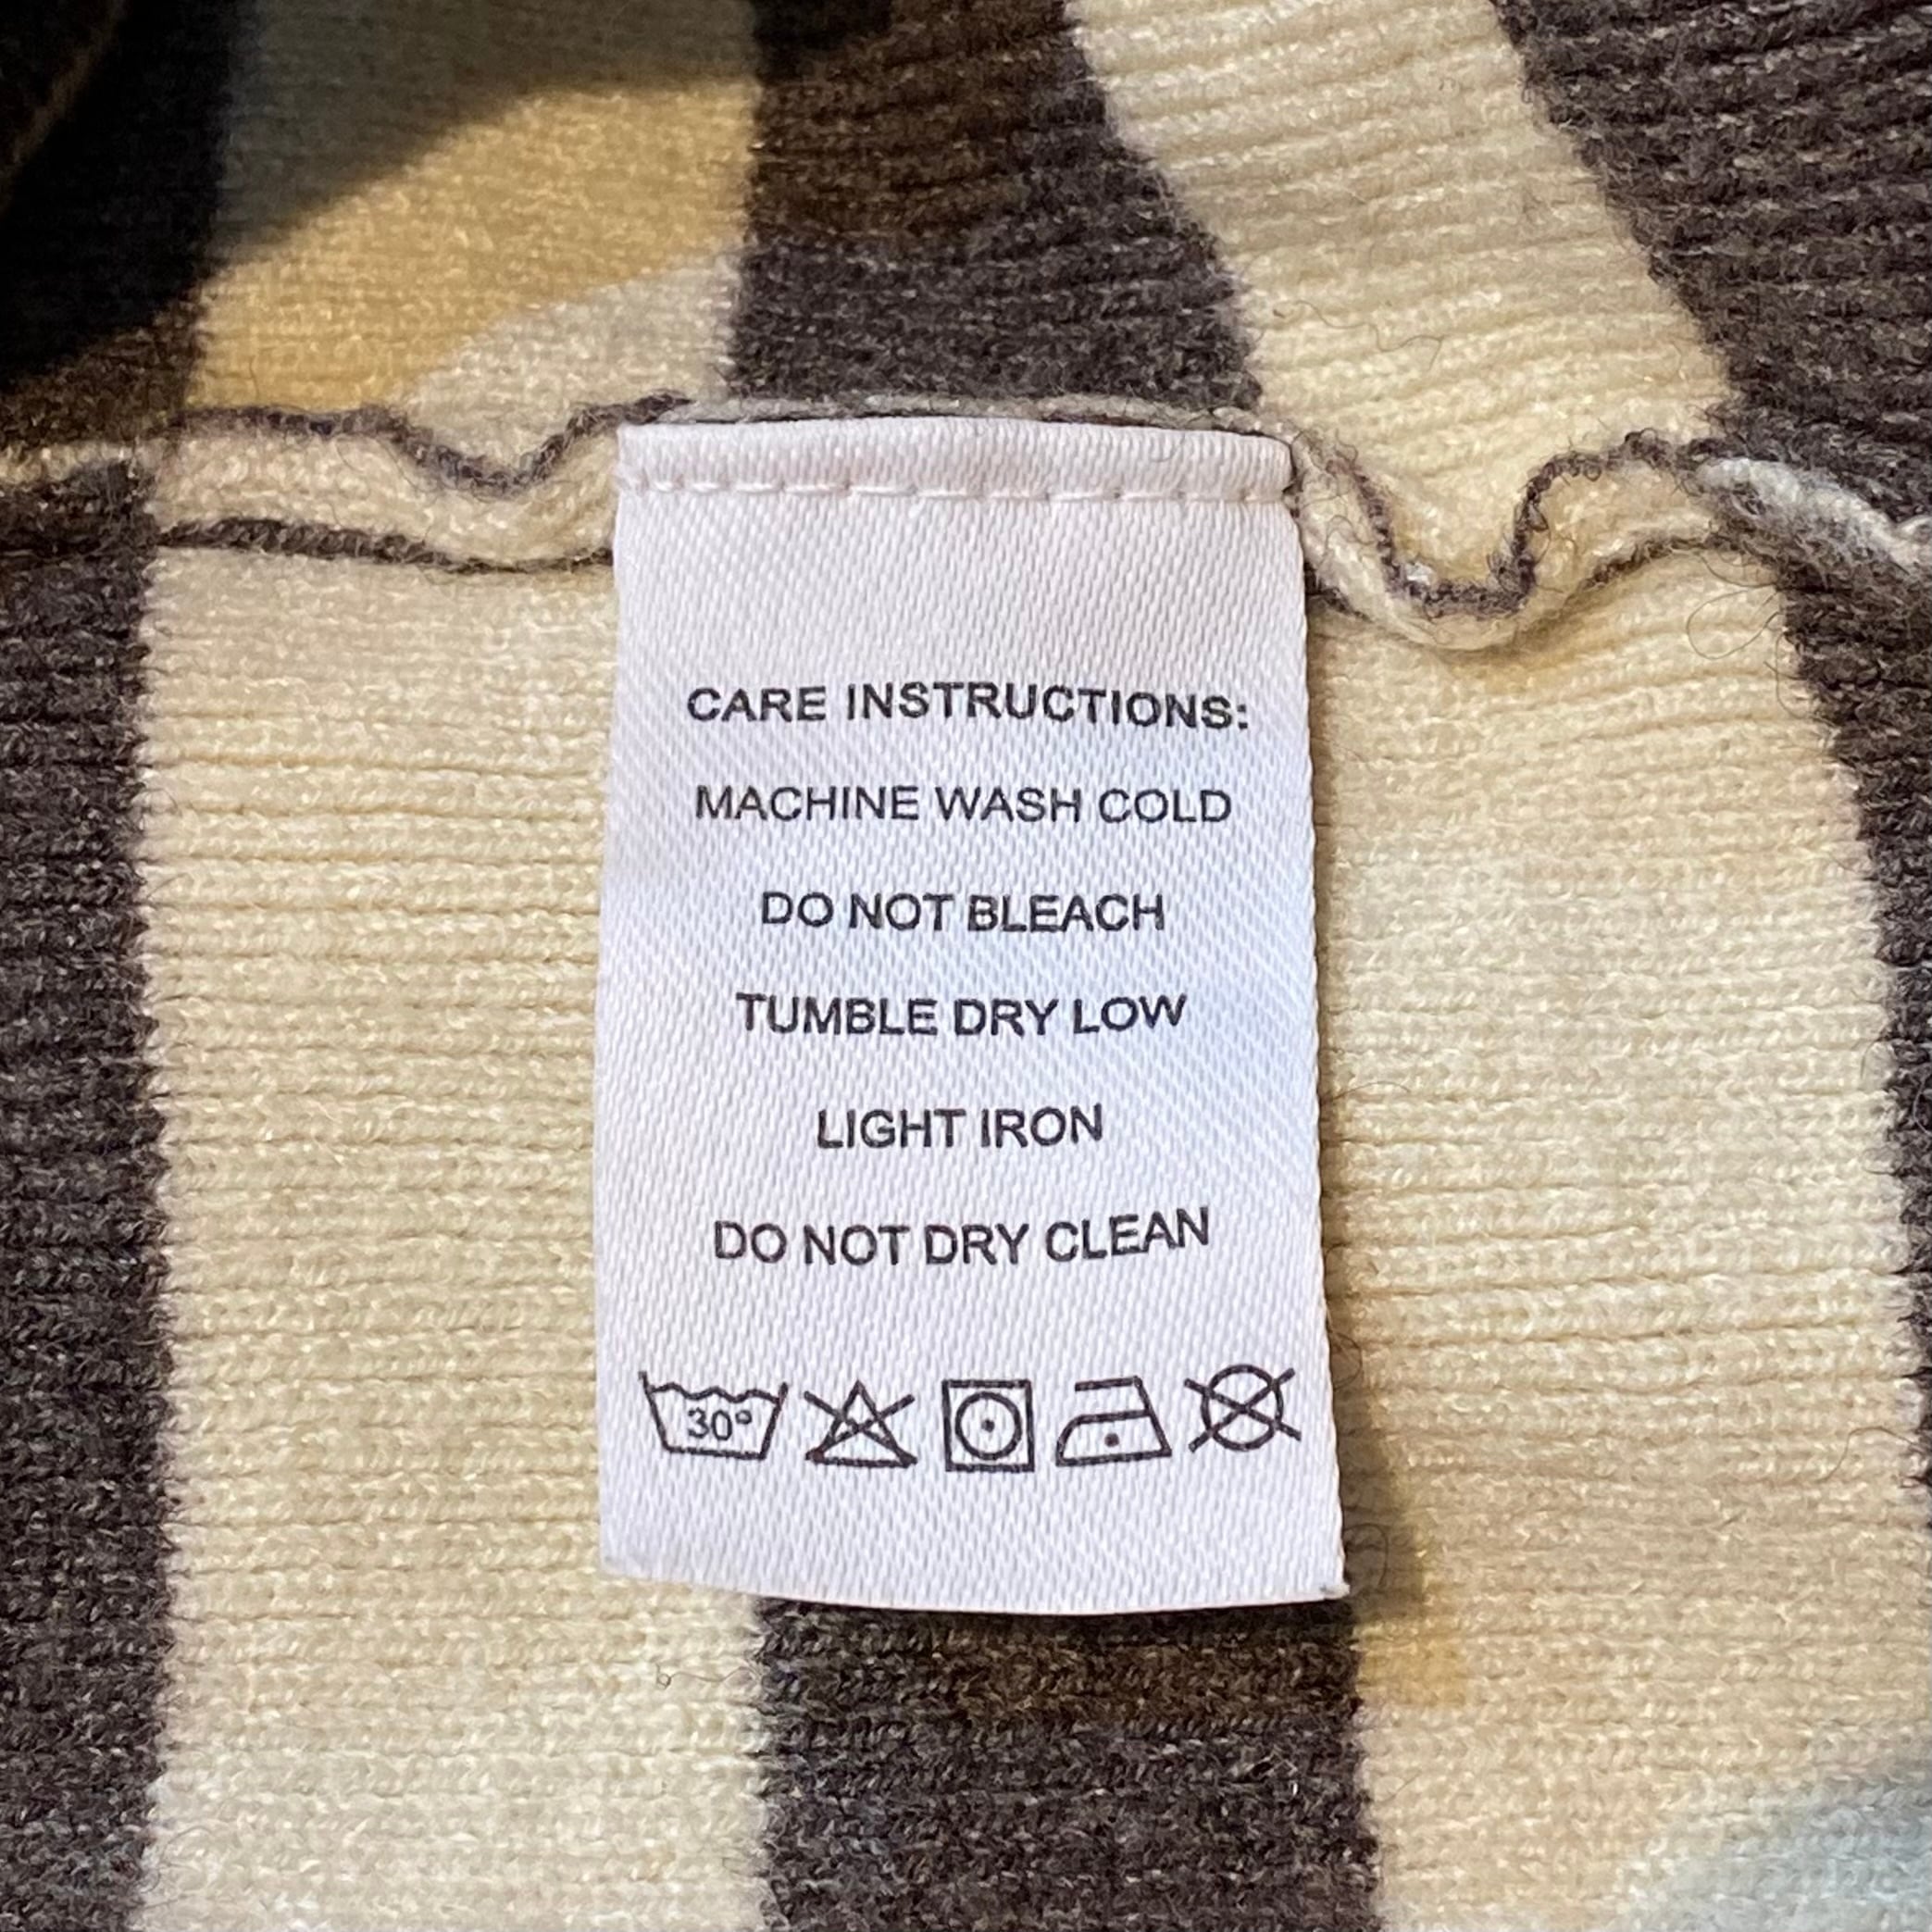 CARE INSTRUCTIONS:
MACHINE WASH COLD
DO NOT BLEACH
TUMBLE DRY LOW
LIGHT IRON
DO NOT DRY CLEAN
30°